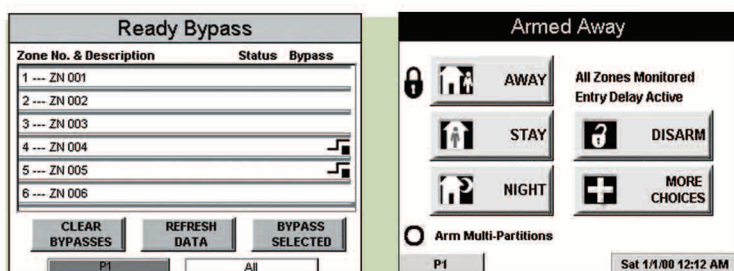 Ready Bypass
Zone No. & Description Status Bypass
1 --- ZN 001
2 --- ZN 002
3 --- ZN 003
4 --- ZN 004
5 --- ZN 005
6 --- ZN 006
CLEAR BYPASSES
REFRESH DATA
BYPASS SELECTED
P1 All
Armed Away
AWAY
All Zones Monitored
Entry Delay Active
STAY
DISARM
NIGHT
MORE CHOICES
Arm Multi-Partitions
P1 Sat 1/1/00 12:12 AM